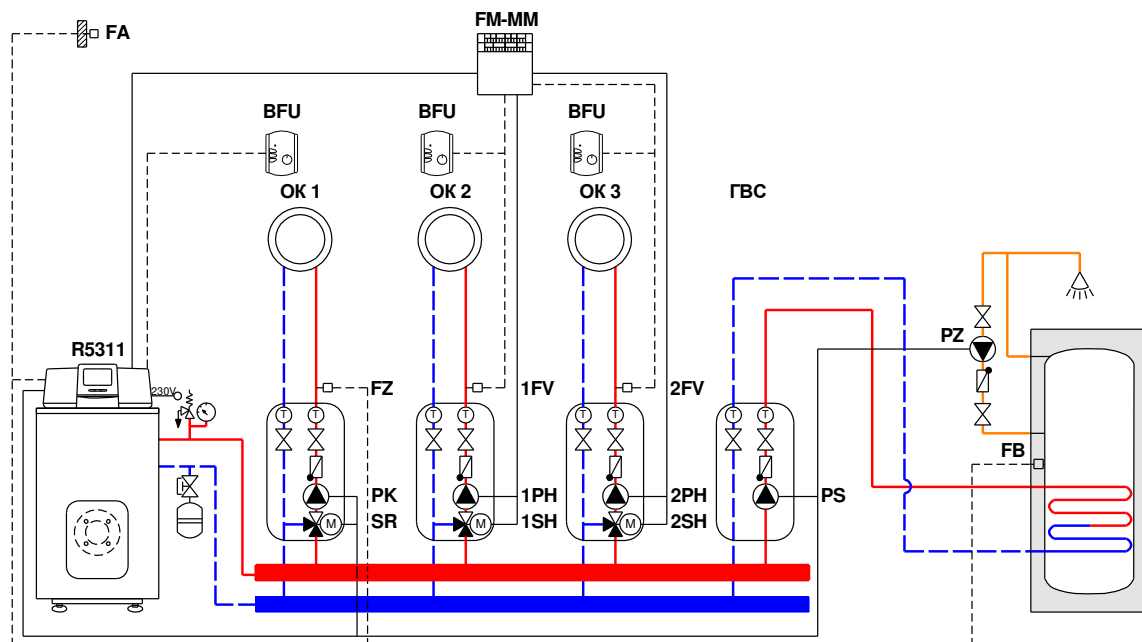 FM-MM
FA
BFU
BFU
BFU
ОК 1
ОК 2
ОК 3
ГВС
R5311
230V
PZ
FZ
1FV
2FV
T
T
T
T
T
T
T
T
FB
PK
1PH
2PH
PS
M
SR
M
1SH
M
2SH